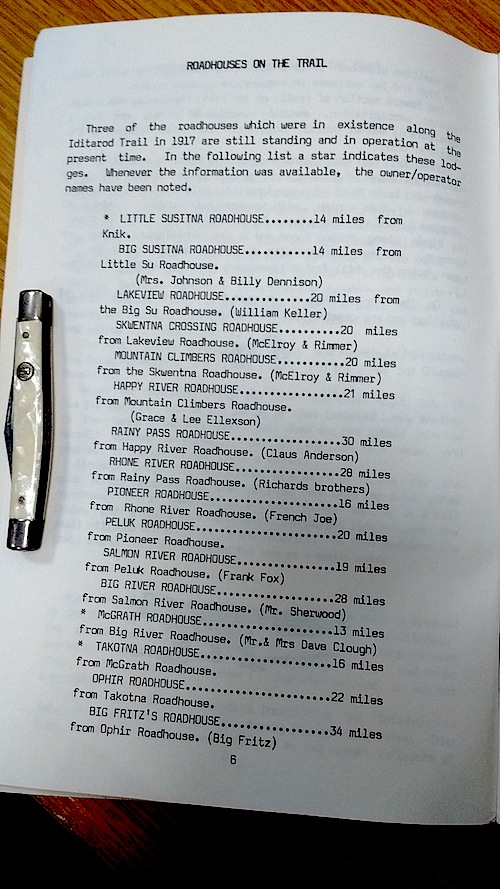 ROADHOUSES ON THE TRAIL
Three of the roadhouses which were in existence along the
Iditarod Trail in 1917 are still standing and in operation at the
present time. In the following list a star indicates these lod-
ges. Whenever the information was available, the owner/operator
names have been noted.
* LITTLE SUSITNA ROADHOUSE........14 miles from
Knik.
BIG SUSITNA ROADHOUSE...........14 miles from
Little Su Roadhouse.
(Mrs. Johnson & Billy Dennison)
LAKEVIEW ROADHOUSE..............20 miles from
the Big Su Roadhouse. (William Keller)
SKWENTNA CROSSING ROADHOUSE.......20 miles
from Lakeview Roadhouse. (McElroy & Rimmer)
MOUNTAIN CLIMBERS ROADHOUSE.......20 miles
from the Skwentna Roadhouse. (McElroy & Rimmer)
HAPPY RIVER ROADHOUSE.............21 miles
from Mountain Climbers Roadhouse.
(Grace & Lee Ellexson)
RAINY PASS ROADHOUSE..............30 miles
from Happy River Roadhouse. (Claus Anderson)
RHONE RIVER ROADHOUSE.............28 miles
from Rainy Pass Roadhouse. (Richards brothers)
PIONEER ROADHOUSE.................16 miles
from Rhone River Roadhouse. (French Joe)
PELUK ROADHOUSE...................20 miles
from Pioneer Roadhouse.
SALMON RIVER ROADHOUSE............19 miles
from Peluk Roadhouse. (Frank Fox)
BIG RIVER ROADHOUSE...............28 miles
from Salmon River Roadhouse. (Mr. Sherwood)
* McGRATH ROADHOUSE.................13 miles
from Big River Roadhouse. (Mr.& Mrs Dave Clough)
* TAKOTNA ROADHOUSE.................16 miles
from McGrath Roadhouse.
OPHIR ROADHOUSE...................22 miles
from Takotna Roadhouse.
BIG FRITZ'S ROADHOUSE..............34 miles
from Ophir Roadhouse. (Big Fritz)
6